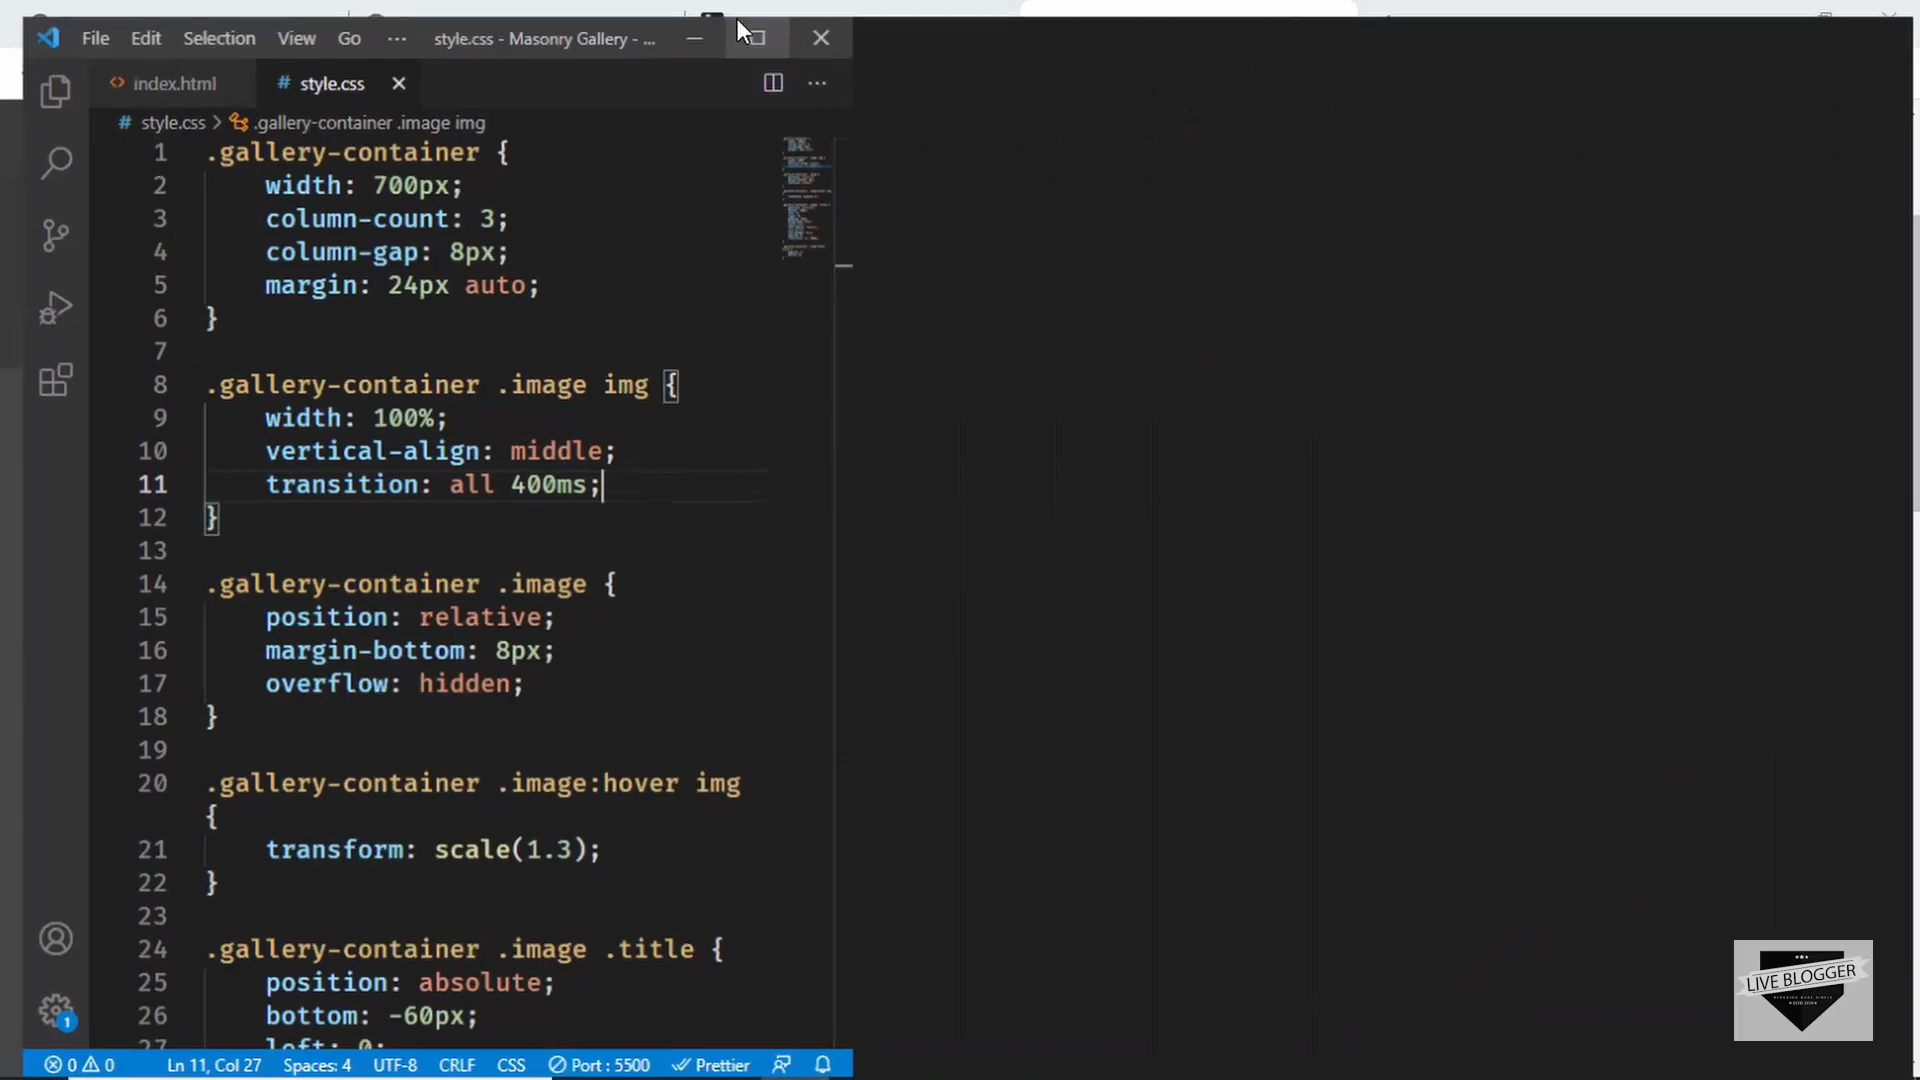 File Edit Selection View Go ··· style.css - Masonry Gallery - ...
<> index.html # style.css
# style.css > .gallery-container .image img
1 .gallery-container {
2 width: 700px;
3 column-count: 3;
4 column-gap: 8px;
5 margin: 24px auto;
6 }
7
8 .gallery-container .image img {
9 width: 100%;
10 vertical-align: middle;
11 transition: all 400ms;
12 }
13
14 .gallery-container .image {
15 position: relative;
16 margin-bottom: 8px;
17 overflow: hidden;
18 }
19
20 .gallery-container .image:hover img
{
21 transform: scale(1.3);
22 }
23
24 .gallery-container .image .title {
25 position: absolute;
26 bottom: -60px;
27 left: 0;
LIVE BLOGGER
1
0 0 Ln 11, Col 27 Spaces: 4 UTF-8 CRLF CSS Port : 5500 Prettier